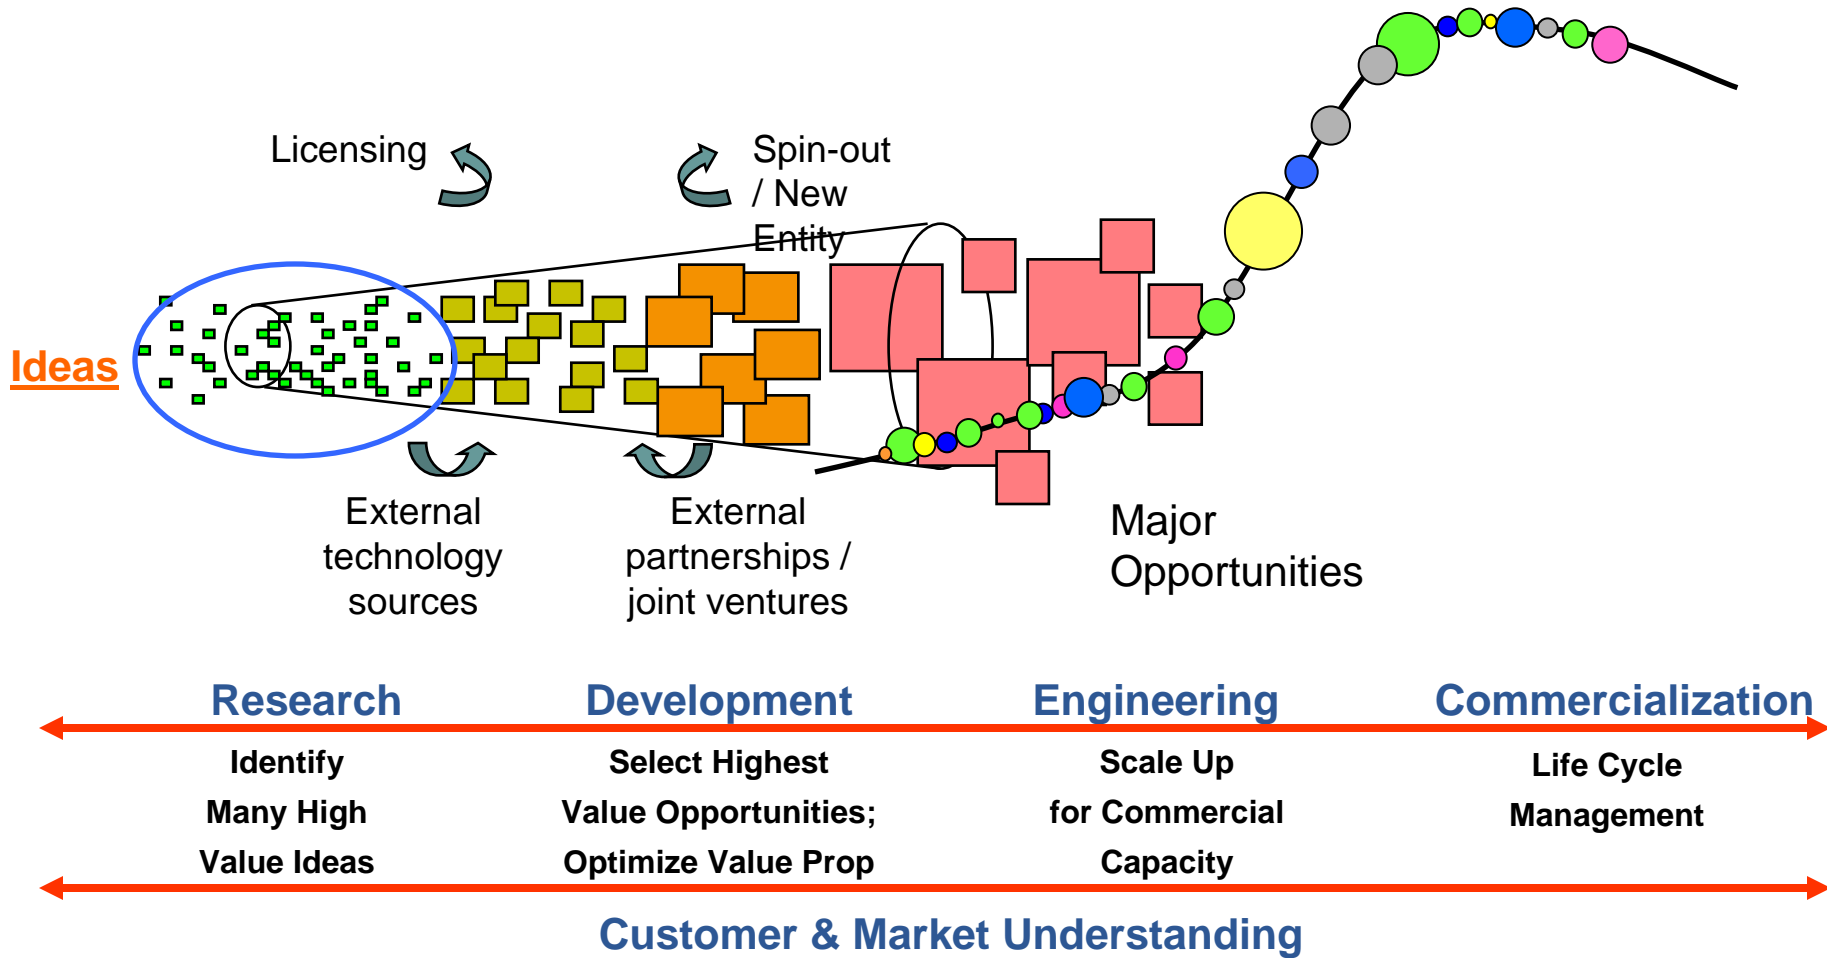 Licensing
Spin-out
/ New
Entity
Ideas
External
technology
sources
External
partnerships /
joint ventures
Major
Opportunities
Research
Development
Engineering
Commercialization
Identify
Many High
Value Ideas
Select Highest
Value Opportunities;
Optimize Value Prop
Scale Up
for Commercial
Capacity
Life Cycle
Management
Customer & Market Understanding